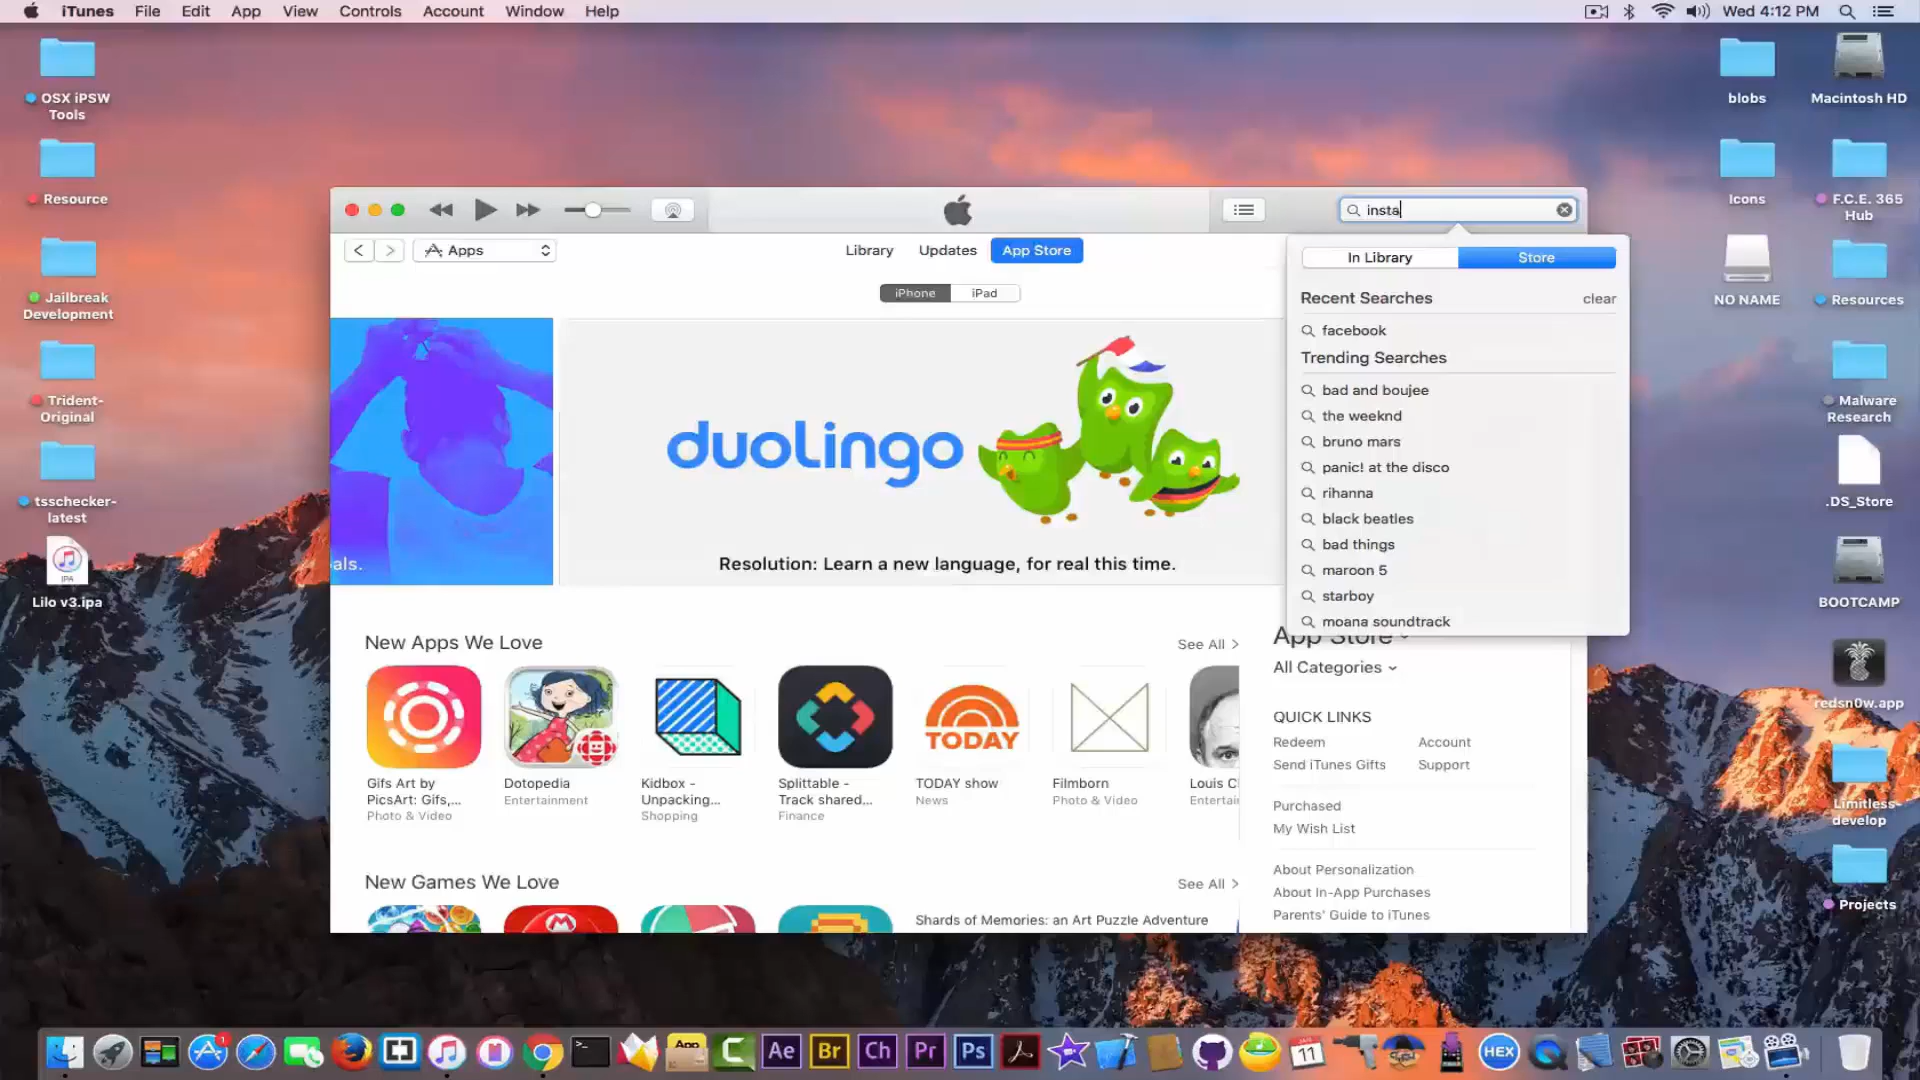 iTunes File Edit App View Controls Account Window Help
Wed 4:12 PM
OSX iPSW
Tools
Resource
Jailbreak
Development
Trident-
Original
tsschecker-
latest
IPA
Lilo v3.ipa
blobs
Macintosh HD
Icons
F.C.E. 365
Hub
NO NAME
Resources
Malware
Research
.DS_Store
BOOTCAMP
redsn0w.app
Limitless-
develop
Projects
insta
Apps
Library Updates App Store
iPhone iPad
In Library Store
Recent Searches clear
facebook
Trending Searches
bad and boujee
the weeknd
bruno mars
panic! at the disco
rihanna
black beatles
bad things
maroon 5
starboy
moana soundtrack
als.
duolingo
Resolution: Learn a new language, for real this time.
New Apps We Love See All >
TODAY
Gifs Art by
PicsArt: Gifs,...
Photo & Video
Dotopedia
Entertainment
Kidbox -
Unpacking...
Shopping
Splittable -
Track shared...
Finance
TODAY show
News
Filmborn
Photo & Video
Louis C
Entertai
App Store
All Categories
QUICK LINKS
Redeem Account
Send iTunes Gifts Support
Purchased
My Wish List
About Personalization
About In-App Purchases
Parents' Guide to iTunes
New Games We Love See All >
Shards of Memories: an Art Puzzle Adventure
1
App
C
Ae
Br
Ch
Pr
Ps
11
HEX